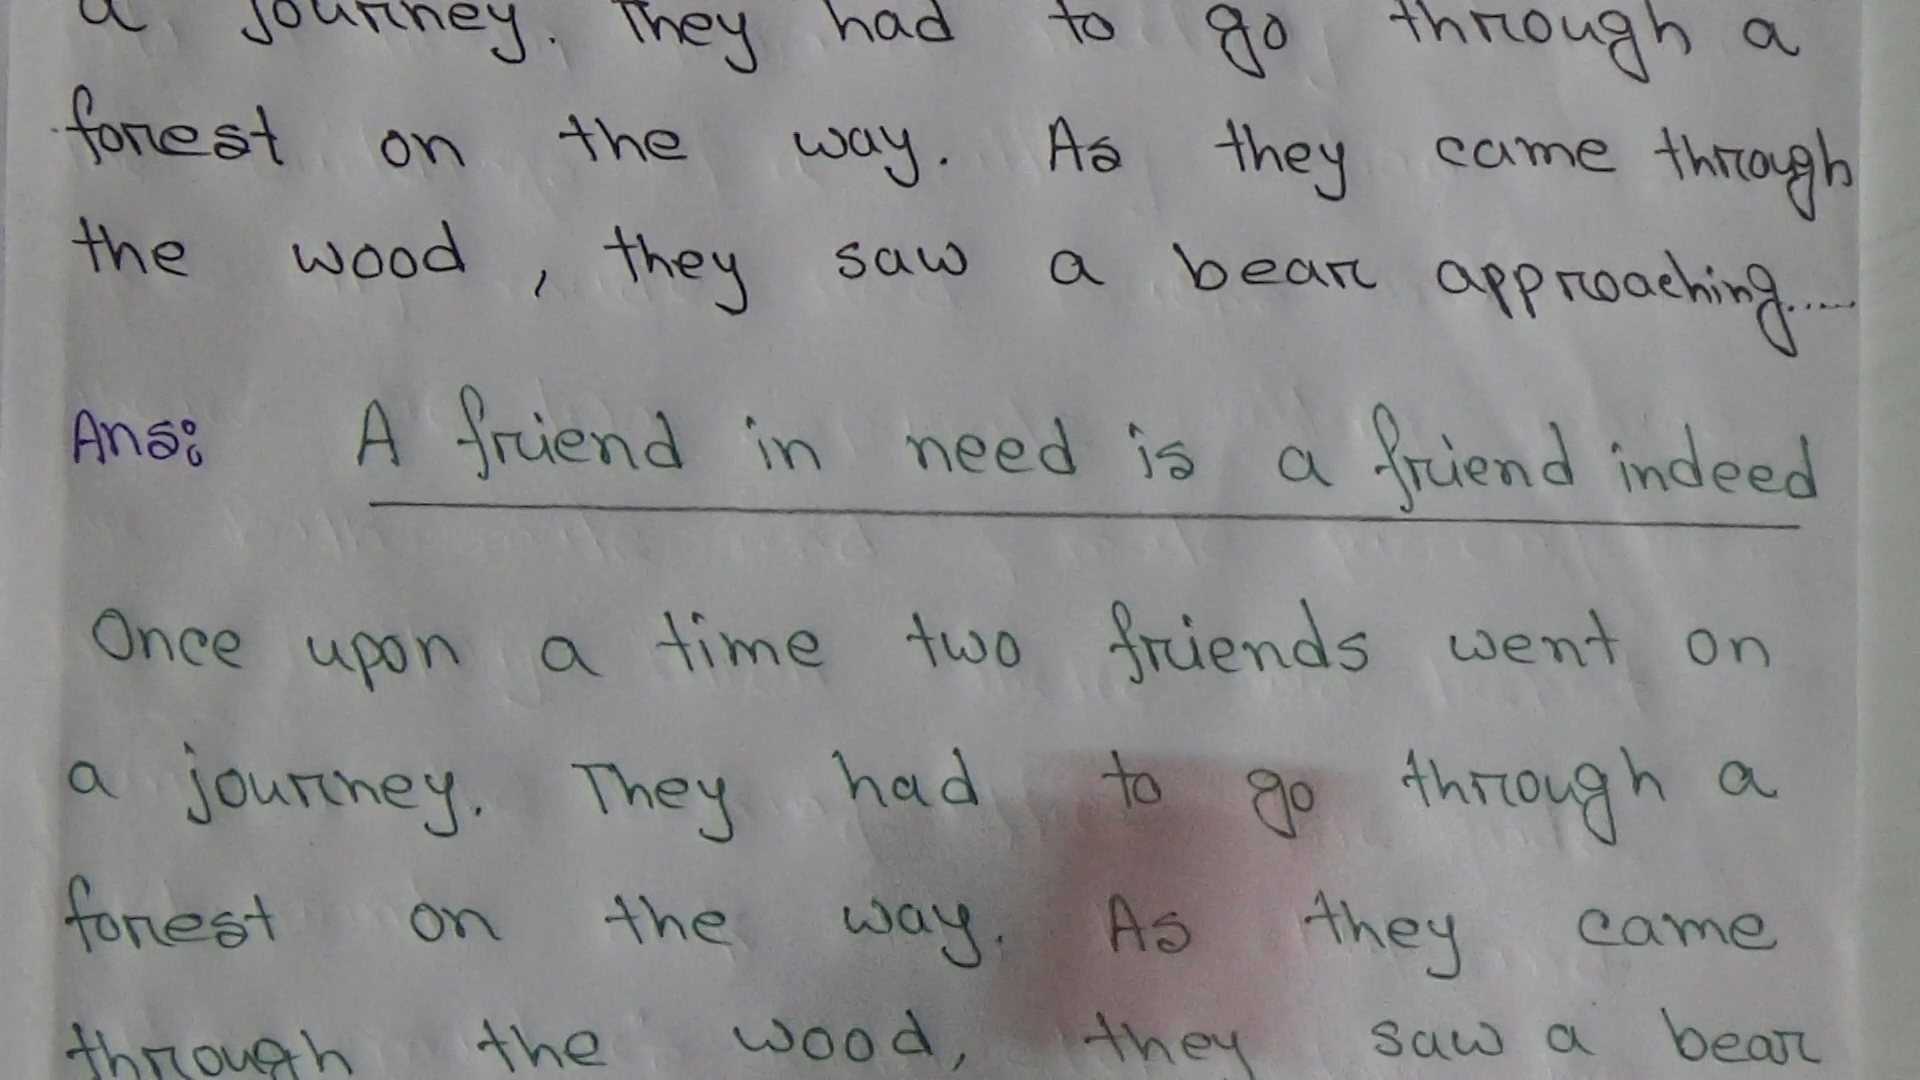 a journey. They had to go through a
forest on the way. As they came through
the wood, they saw a bear approaching.....
Ans: A friend in need is a friend indeed
Once upon a time two friends went on
a journey. They had to go through a
forest on the way. As they came
through the wood, they saw a bear